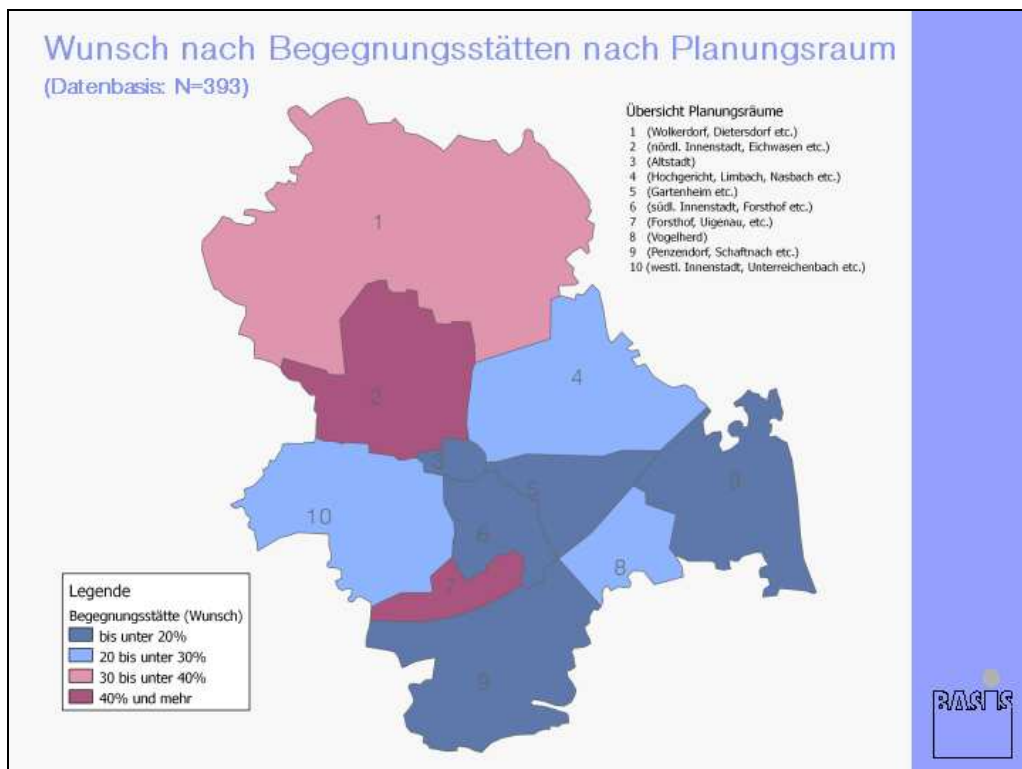 Wunsch nach Begegnungsstätten nach Planungsraum
(Datenbasis: N=393)
Übersicht Planungsräume
1 (Wolkerdorf, Dietersdorf etc.)
2 (nördl. Innenstadt, Eichwasen etc.)
3 (Altstadt)
4 (Hochgericht, Limbach, Nasbach etc.)
5 (Gartenheim etc.)
6 (südl. Innenstadt, Forsthof etc.)
7 (Forsthof, Uigenau, etc.)
8 (Vogelherd)
9 (Penzendorf, Schaftnach etc.)
10 (westl. Innenstadt, Unterreichenbach etc.)
1
4
2
3
5
9
10
6
8
7
9
Legende
Begegnungsstätte (Wunsch)
bis unter 20%
20 bis unter 30%
30 bis unter 40%
40% und mehr
BASIS